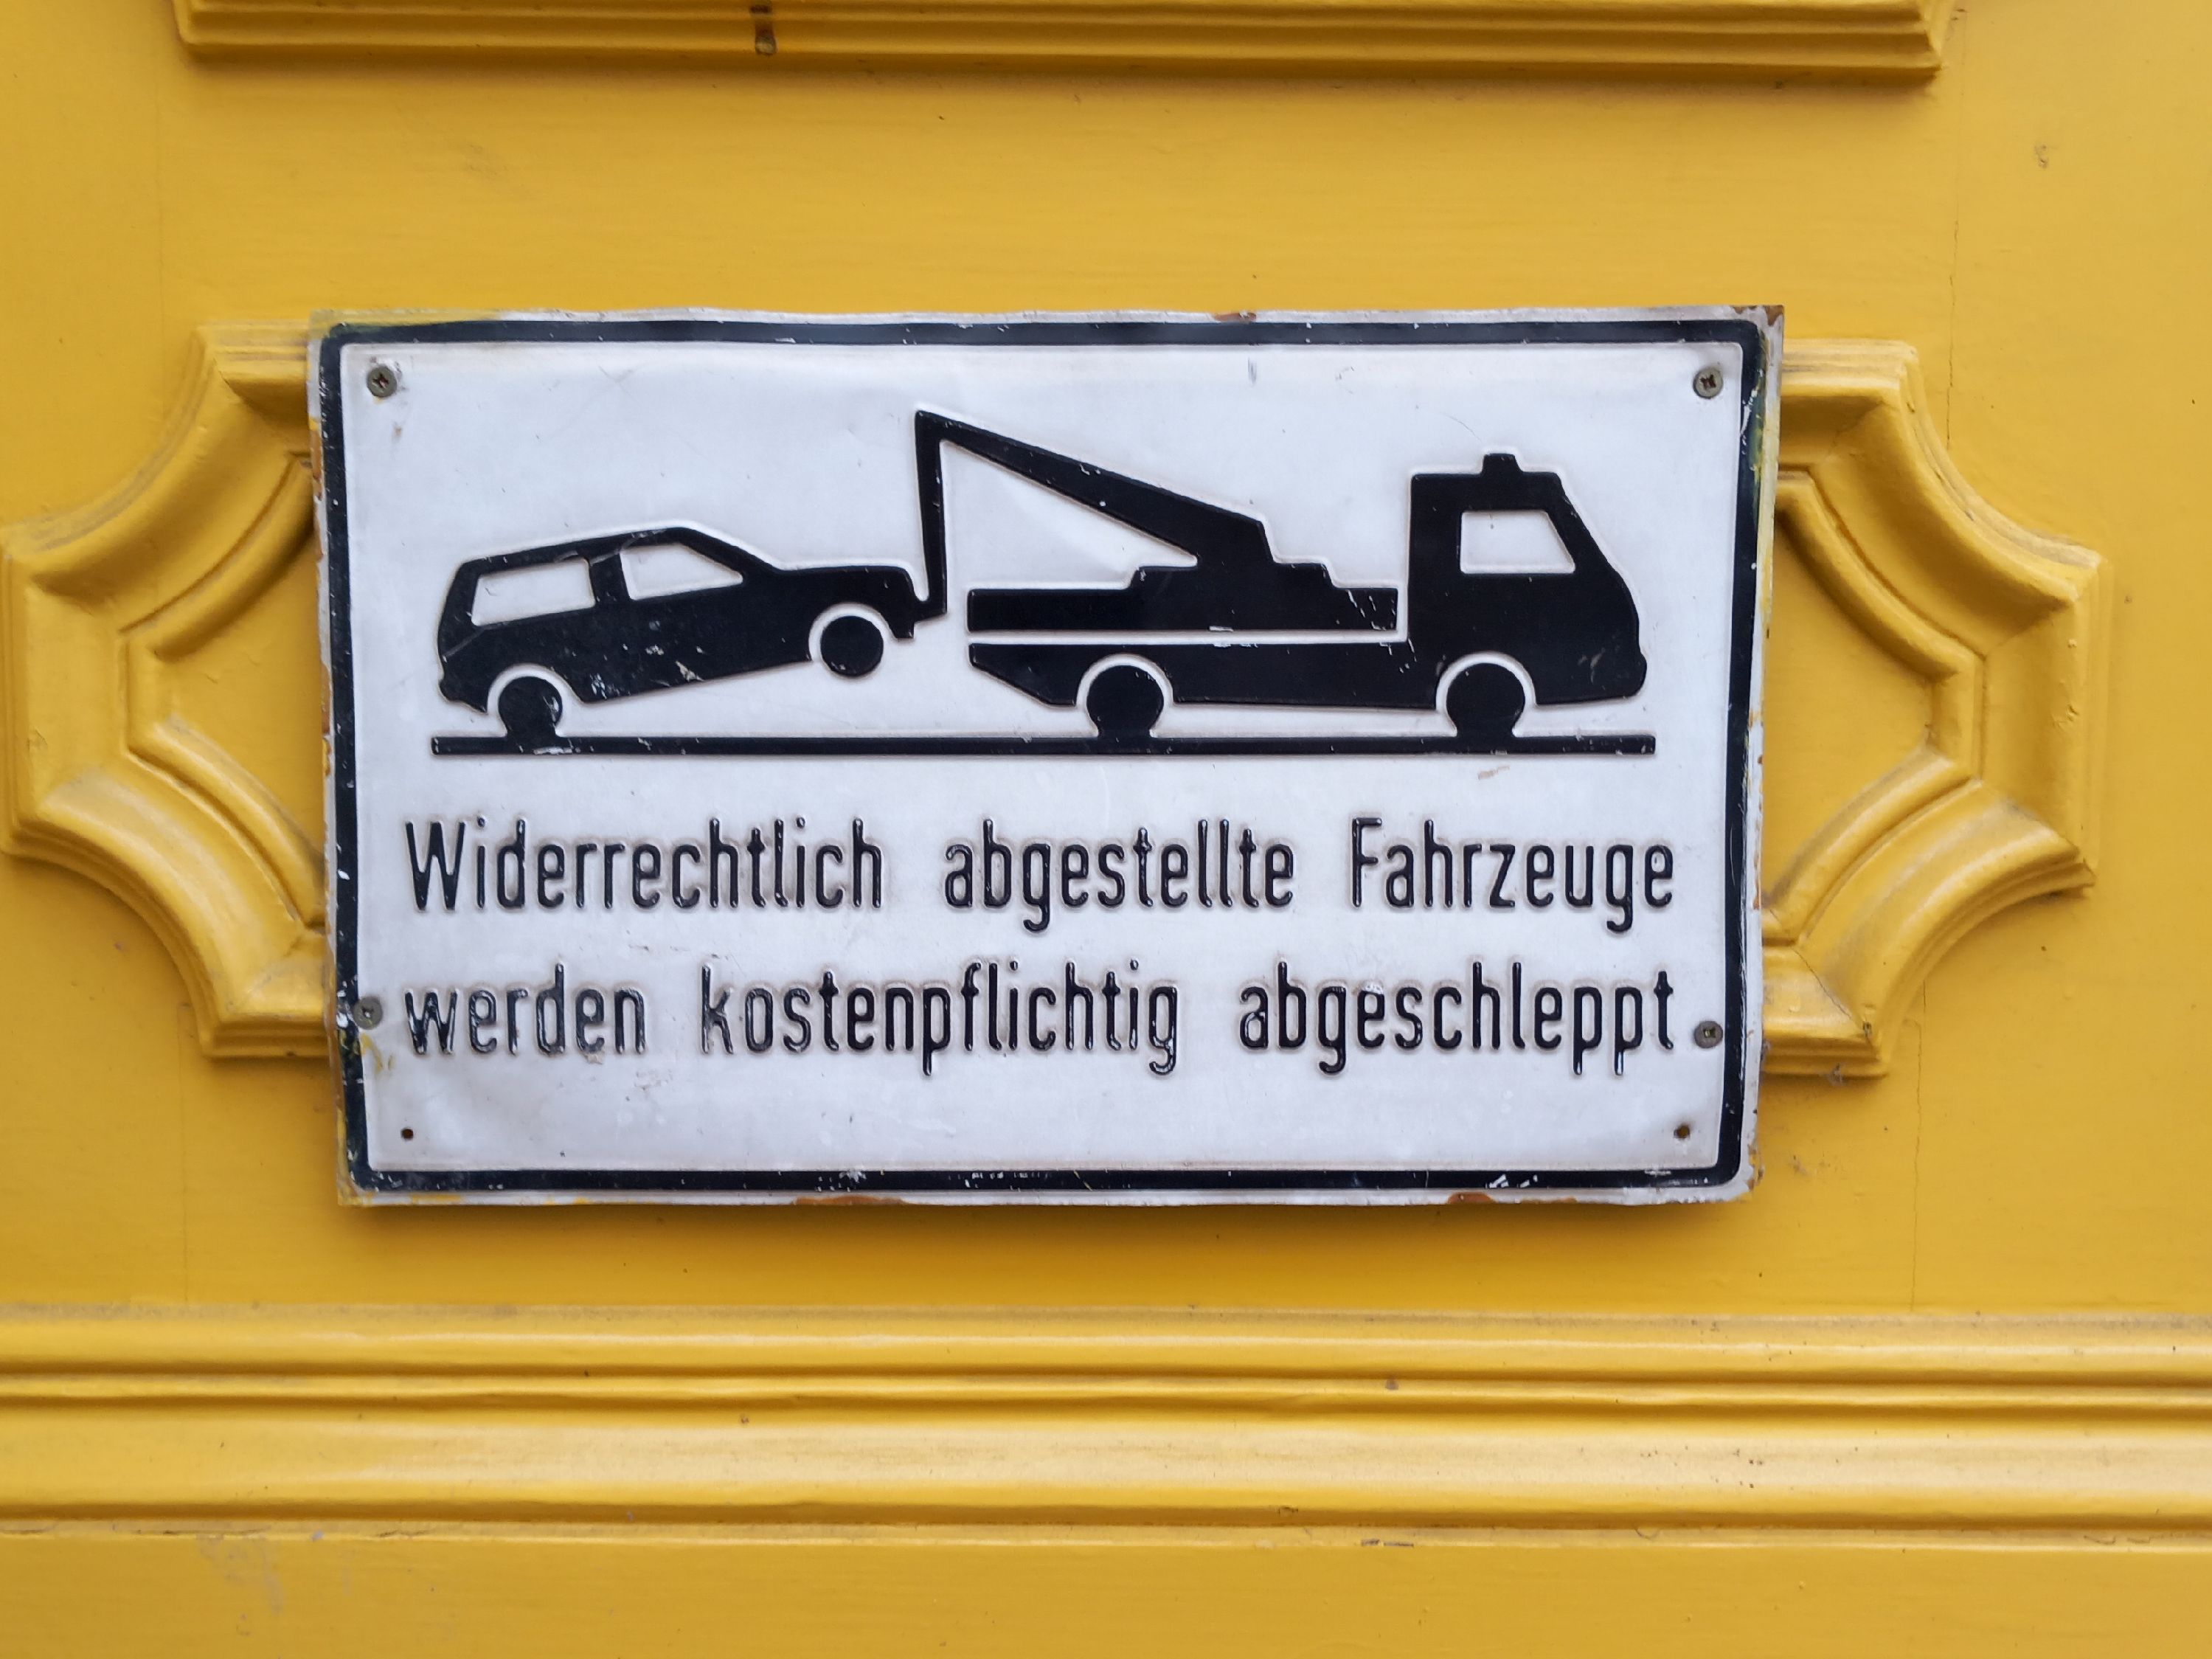 Widerrechtlich abgestellte Fahrzeuge
werden kostenpflichtig abgeschleppt